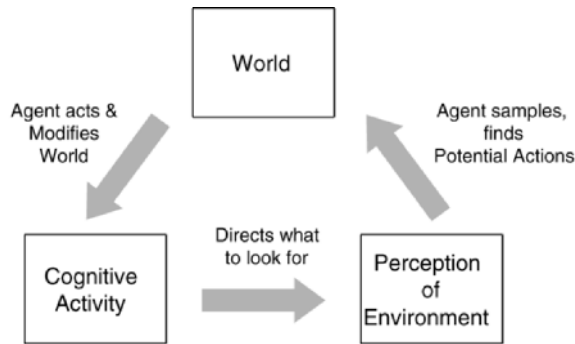 World
Agent acts &
Modifies
World
Agent samples,
finds
Potential Actions
Directs what
to look for
Cognitive
Activity
Perception
of
Environment